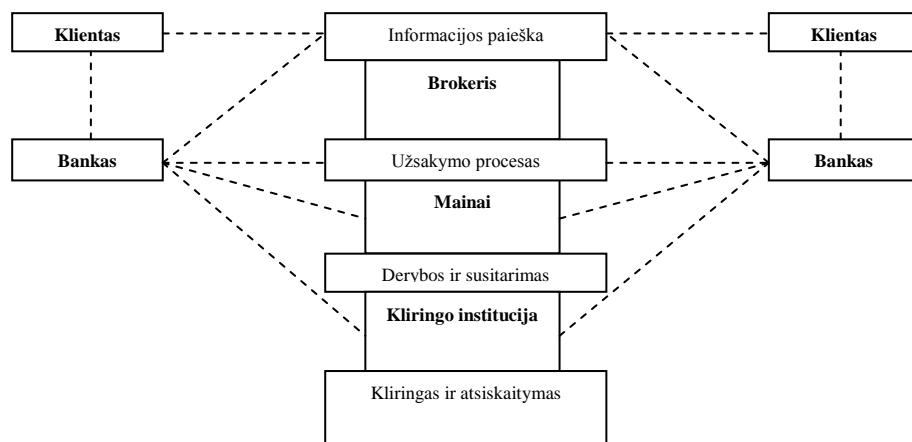 Klientas
Informacijos paieška
Klientas
Brokeris
Bankas
Užsakymo procesas
Bankas
Mainai
Derybos ir susitarimas
Kliringo institucija
Kliringas ir atsiskaitymas